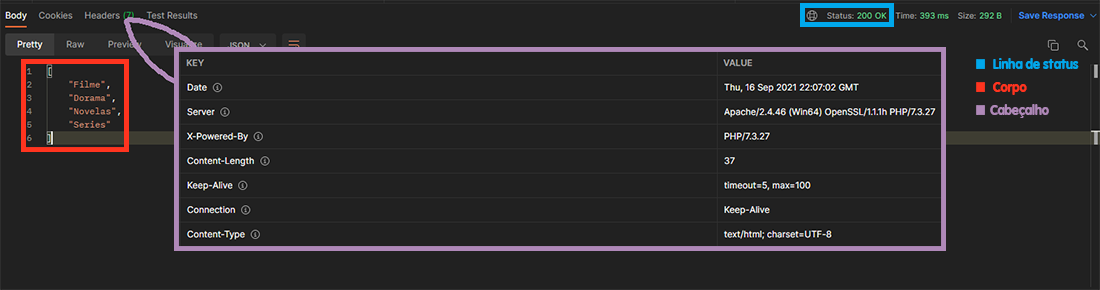 Body Cookies Headers (7) Test Results Status: 200 OK Time: 393 ms Size: 292 B Save Response
Pretty Raw Preview Visualize JSON
1 [
2 "Filme",
3 "Dorama",
4 "Novelas",
5 "Series"
6 ]
KEY VALUE
Date Thu, 16 Sep 2021 22:07:02 GMT
Server Apache/2.4.46 (Win64) OpenSSL/1.1.1h PHP/7.3.27
X-Powered-By PHP/7.3.27
Content-Length 37
Keep-Alive timeout=5, max=100
Connection Keep-Alive
Content-Type text/html; charset=UTF-8
Linha de status
Corpo
Cabeçalho